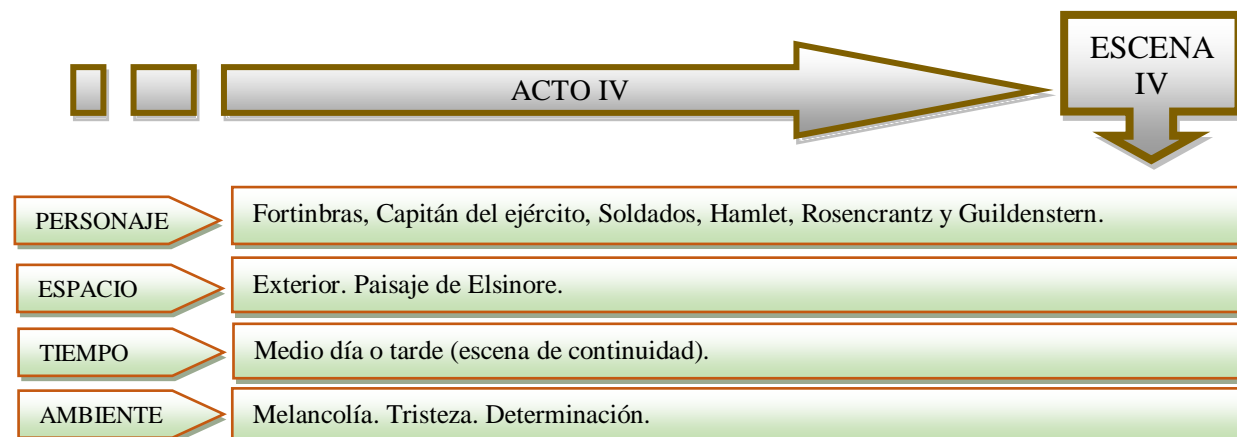 ACTO IV
ESCENA
IV
PERSONAJE
Fortinbras, Capitán del ejército, Soldados, Hamlet, Rosencrantz y Guildenstern.
ESPACIO
Exterior. Paisaje de Elsinore.
TIEMPO
Medio día o tarde (escena de continuidad).
AMBIENTE
Melancolía. Tristeza. Determinación.